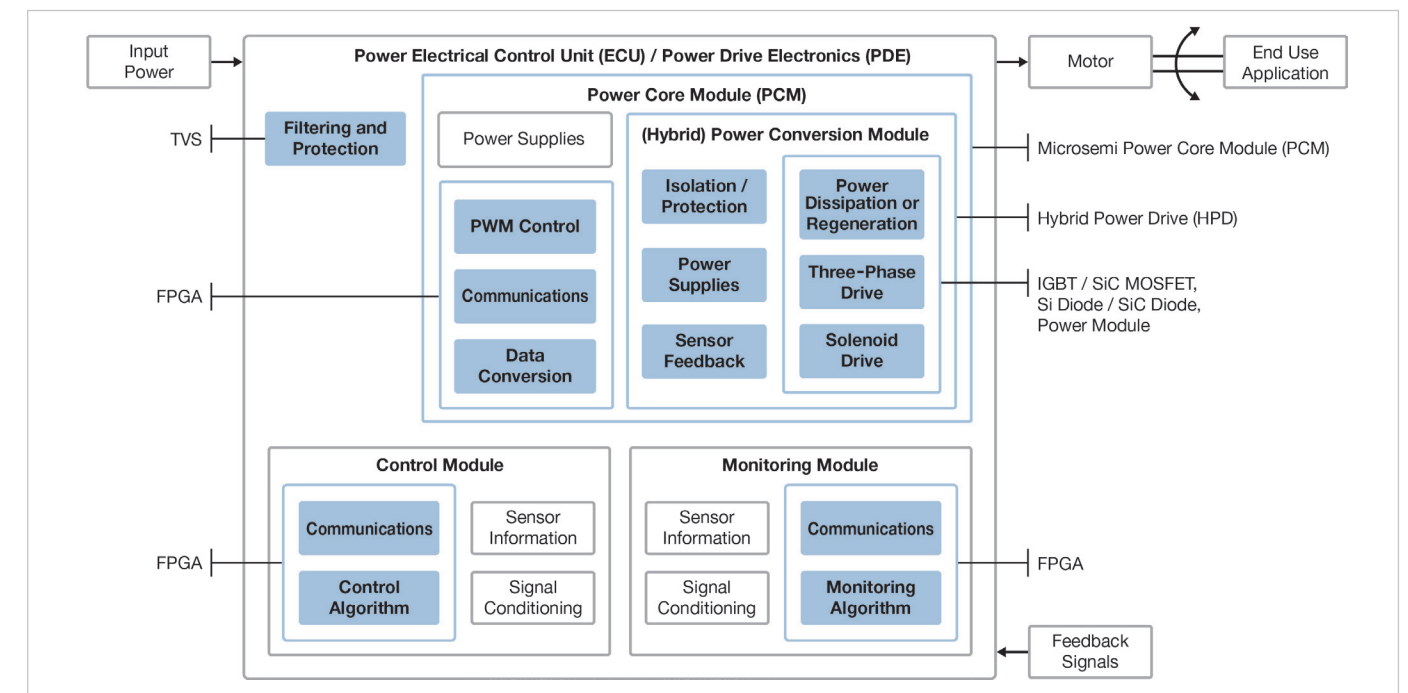 Input
Power
Power Electrical Control Unit (ECU) / Power Drive Electronics (PDE)
Motor
End Use
Application
Power Core Module (PCM)
TVS
Filtering and
Protection
Power Supplies
(Hybrid) Power Conversion Module
Microsemi Power Core Module (PCM)
Isolation /
Protection
Power
Dissipation or
Regeneration
PWM Control
Hybrid Power Drive (HPD)
Power
Supplies
Three-Phase
Drive
FPGA
Communications
IGBT / SiC MOSFET,
Si Diode / SiC Diode,
Power Module
Sensor
Feedback
Solenoid
Drive
Data
Conversion
Control Module
Monitoring Module
Communications
Sensor
Information
Sensor
Information
Communications
FPGA
FPGA
Control
Algorithm
Signal
Conditioning
Signal
Conditioning
Monitoring
Algorithm
Feedback
Signals